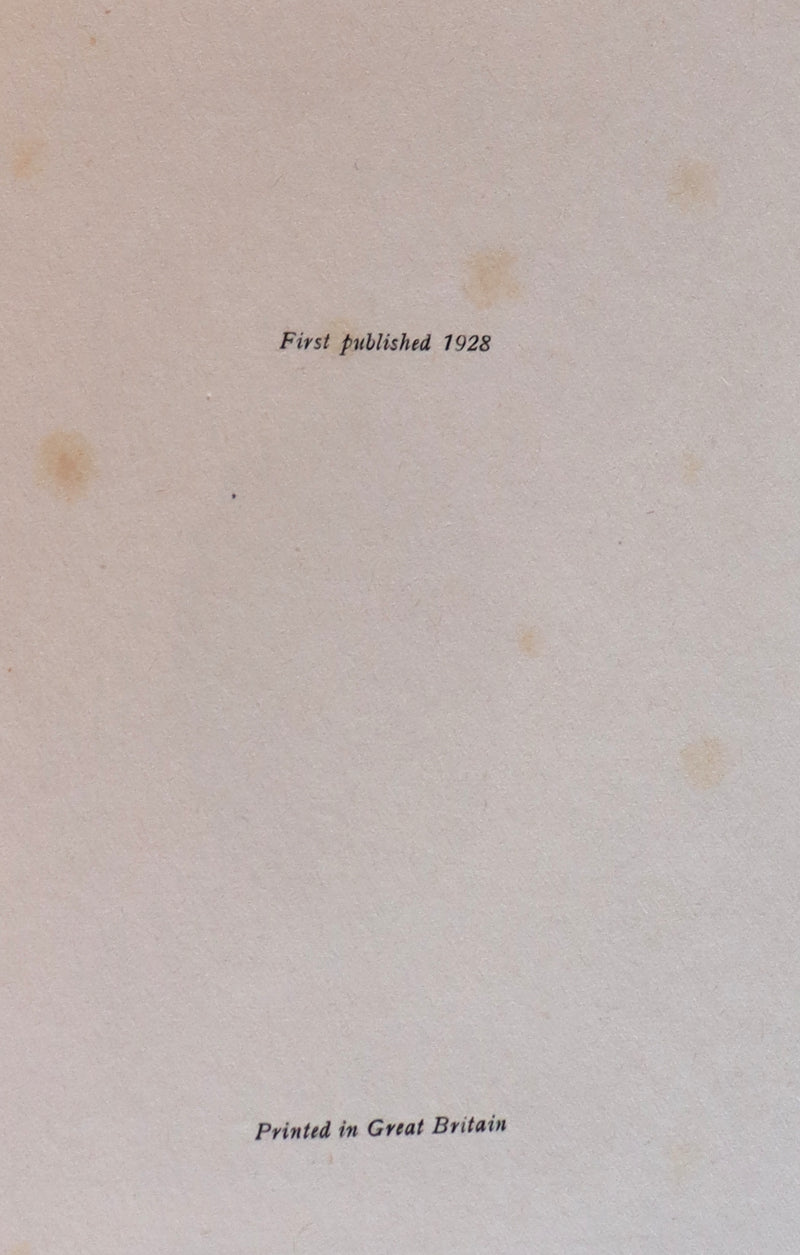 First published 1928
Printed in Great Britain